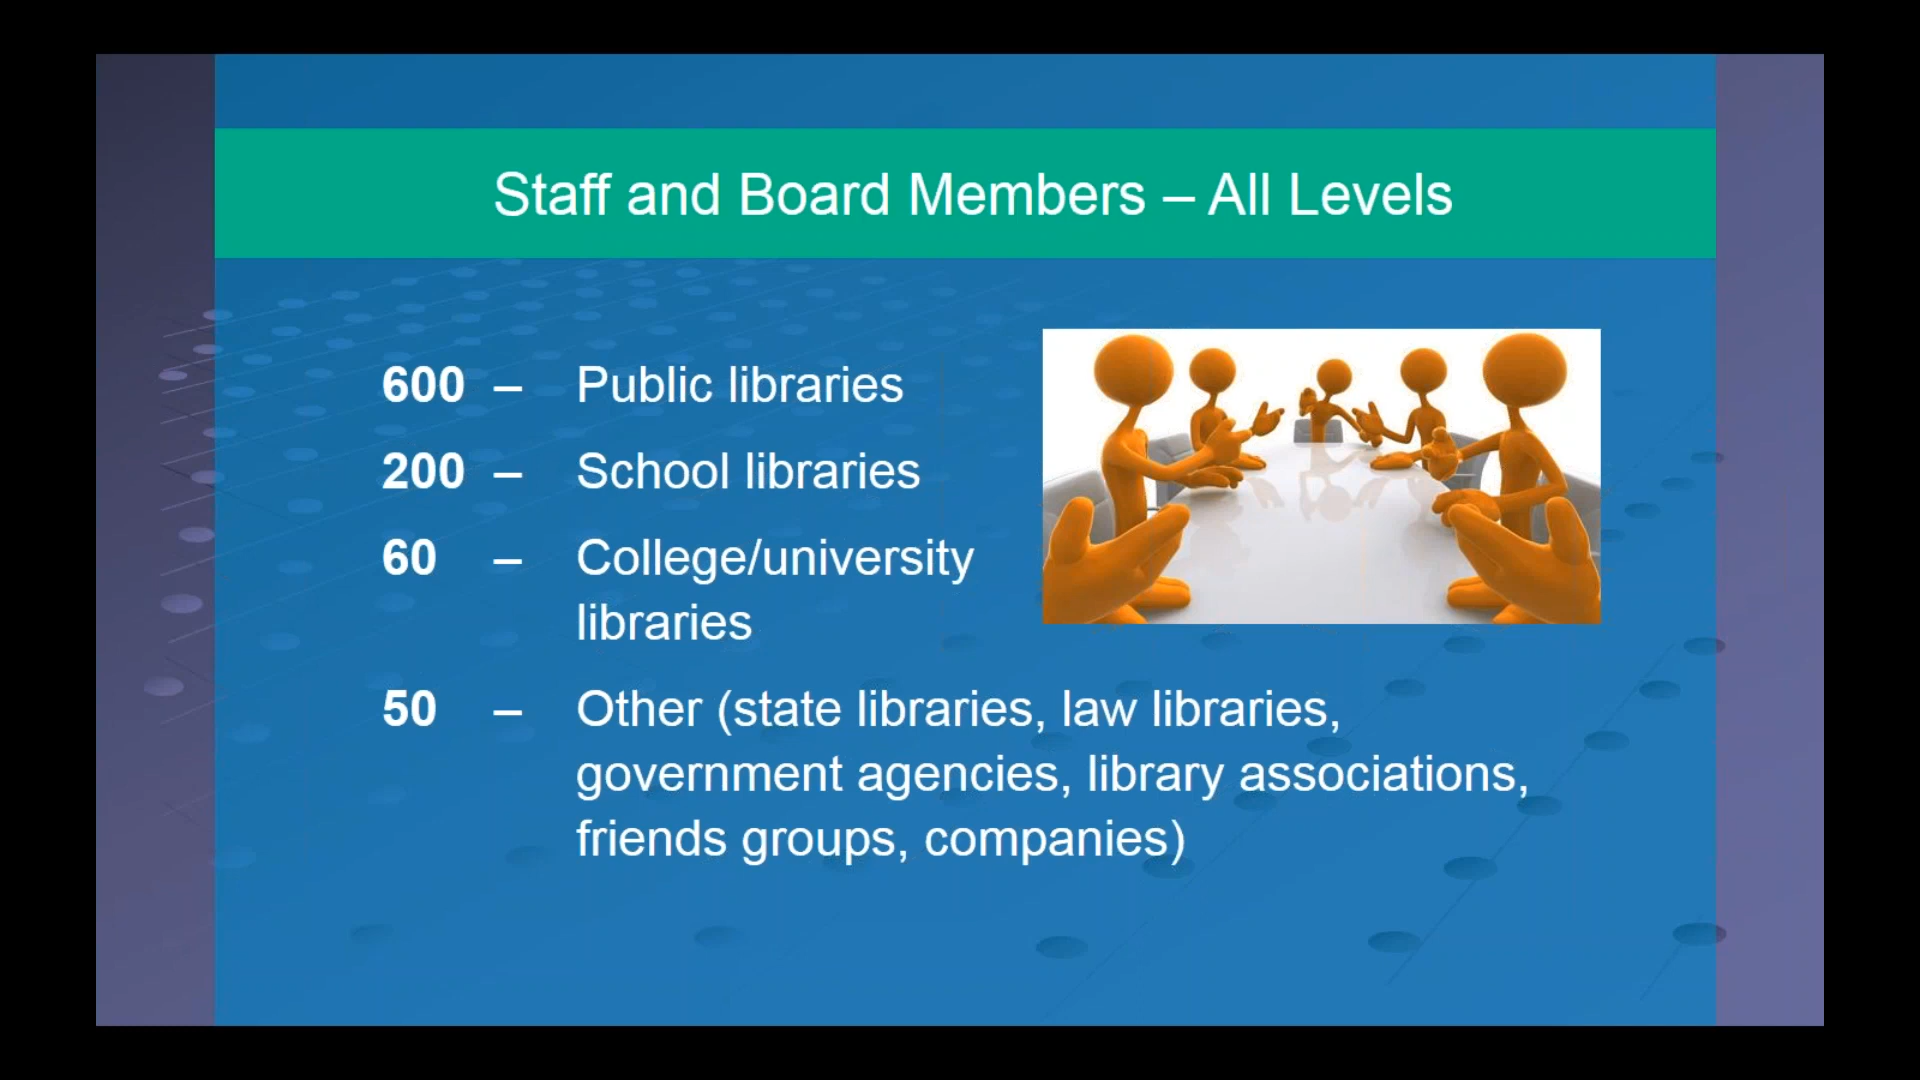 Staff and Board Members – All Levels
600 – Public libraries
200 – School libraries
60 – College/university
libraries
50 – Other (state libraries, law libraries,
government agencies, library associations,
friends groups, companies)